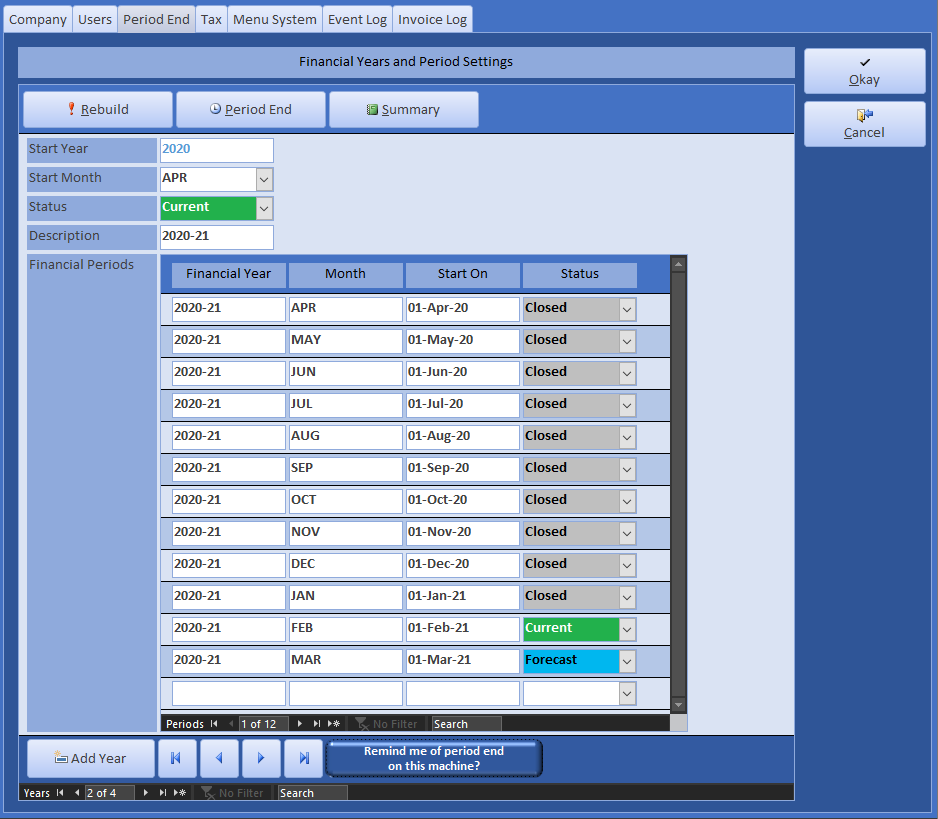 Company Users Period End Tax Menu System Event Log Invoice Log
Financial Years and Period Settings
Okay
Cancel
Rebuild Period End Summary
Start Year 2020
Start Month APR
Status Current
Description 2020-21
Financial Periods
Financial Year Month Start On Status
2020-21 APR 01-Apr-20 Closed
2020-21 MAY 01-May-20 Closed
2020-21 JUN 01-Jun-20 Closed
2020-21 JUL 01-Jul-20 Closed
2020-21 AUG 01-Aug-20 Closed
2020-21 SEP 01-Sep-20 Closed
2020-21 OCT 01-Oct-20 Closed
2020-21 NOV 01-Nov-20 Closed
2020-21 DEC 01-Dec-20 Closed
2020-21 JAN 01-Jan-21 Closed
2020-21 FEB 01-Feb-21 Current
2020-21 MAR 01-Mar-21 Forecast
Periods 1 of 12 No Filter Search
Add Year
Remind me of period end
on this machine?
Years 2 of 4 No Filter Search